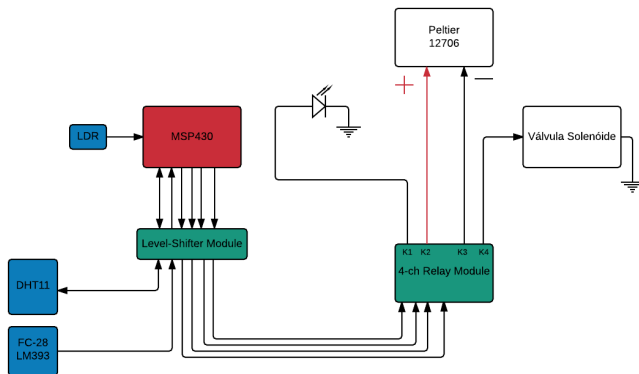 Peltier
12706
LDR
MSP430
Válvula Solenóide
Level-Shifter Module
K1
K2
K3
K4
4-ch Relay Module
DHT11
FC-28
LM393